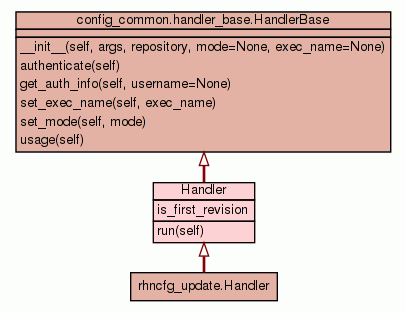 config_common.handler_base.HandlerBase
__init__(self, args, repository, mode=None, exec_name=None)
authenticate(self)
get_auth_info(self, username=None)
set_exec_name(self, exec_name)
set_mode(self, mode)
usage(self)
Handler
is_first_revision
run(self)
rhncfg_update.Handler